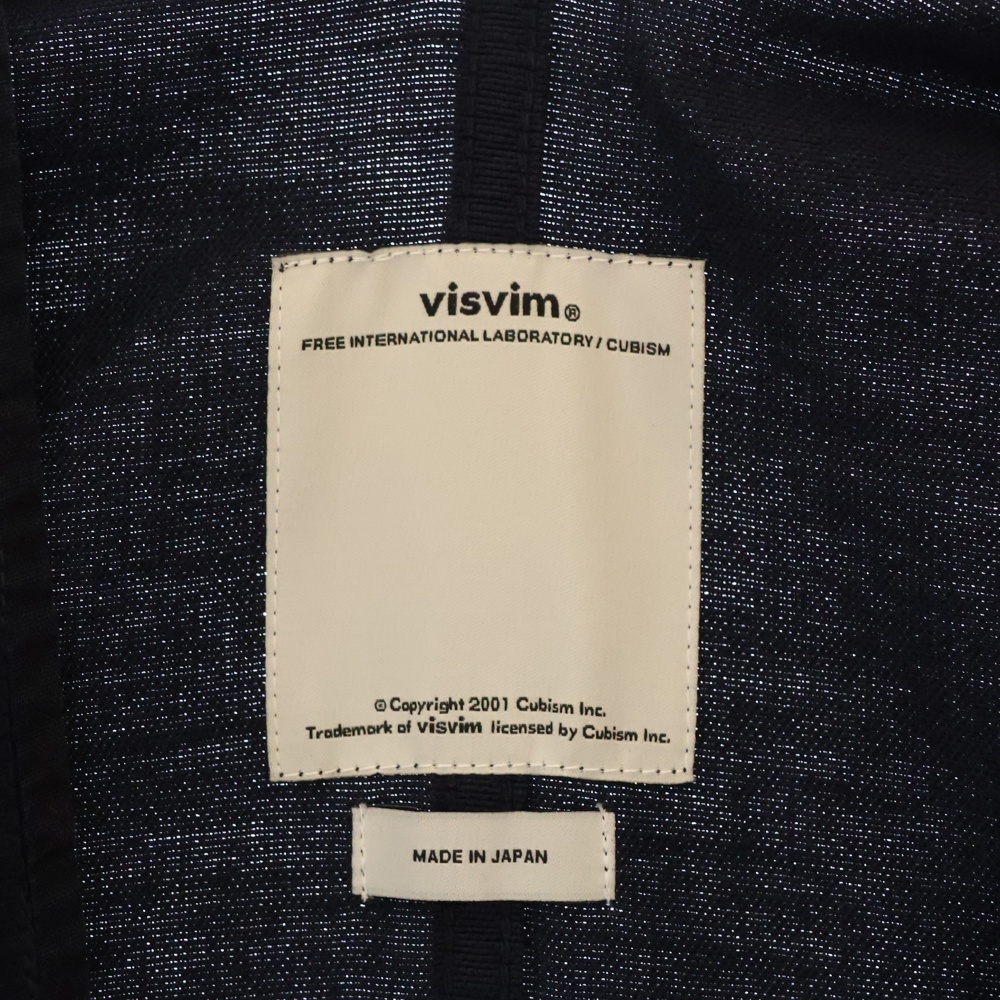 visvim®
FREE INTERNATIONAL LABORATORY / CUBISM
© Copyright 2001 Cubism Inc.
Trademark of visvim licensed by Cubism Inc.
MADE IN JAPAN